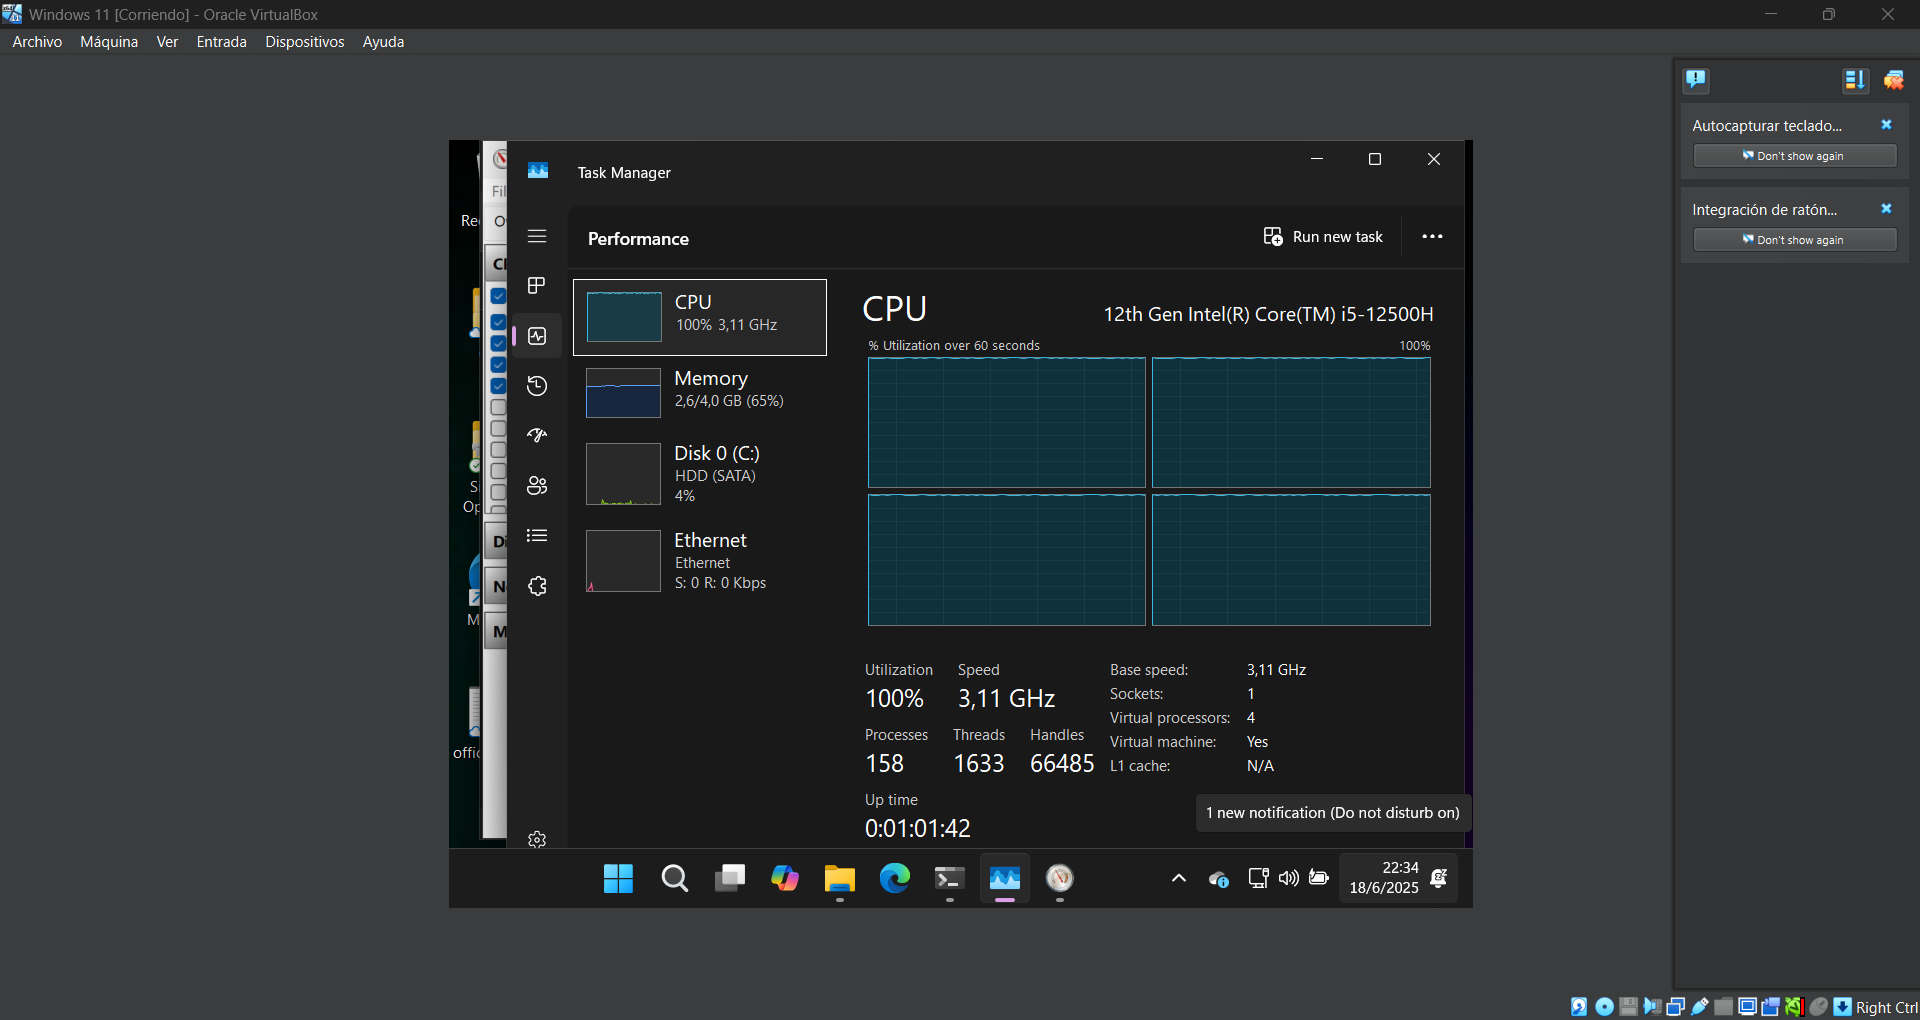 Windows 11 [Corriendo] - Oracle VirtualBox
Archivo Máquina Ver Entrada Dispositivos Ayuda
Autocapturar teclado...
Don't show again
Integración de ratón...
Don't show again
Task Manager
Performance
Run new task
CPU
100% 3,11 GHz
Memory
2,6/4,0 GB (65%)
Disk 0 (C:)
HDD (SATA)
4%
Ethernet
Ethernet
S: 0 R: 0 Kbps
CPU
12th Gen Intel(R) Core(TM) i5-12500H
% Utilization over 60 seconds 100%
Utilization Speed
100% 3,11 GHz
Processes Threads Handles
158 1633 66485
Up time
0:01:01:42
Base speed: 3,11 GHz
Sockets: 1
Virtual processors: 4
Virtual machine: Yes
L1 cache: N/A
1 new notification (Do not disturb on)
22:34
18/6/2025
Right Ctrl